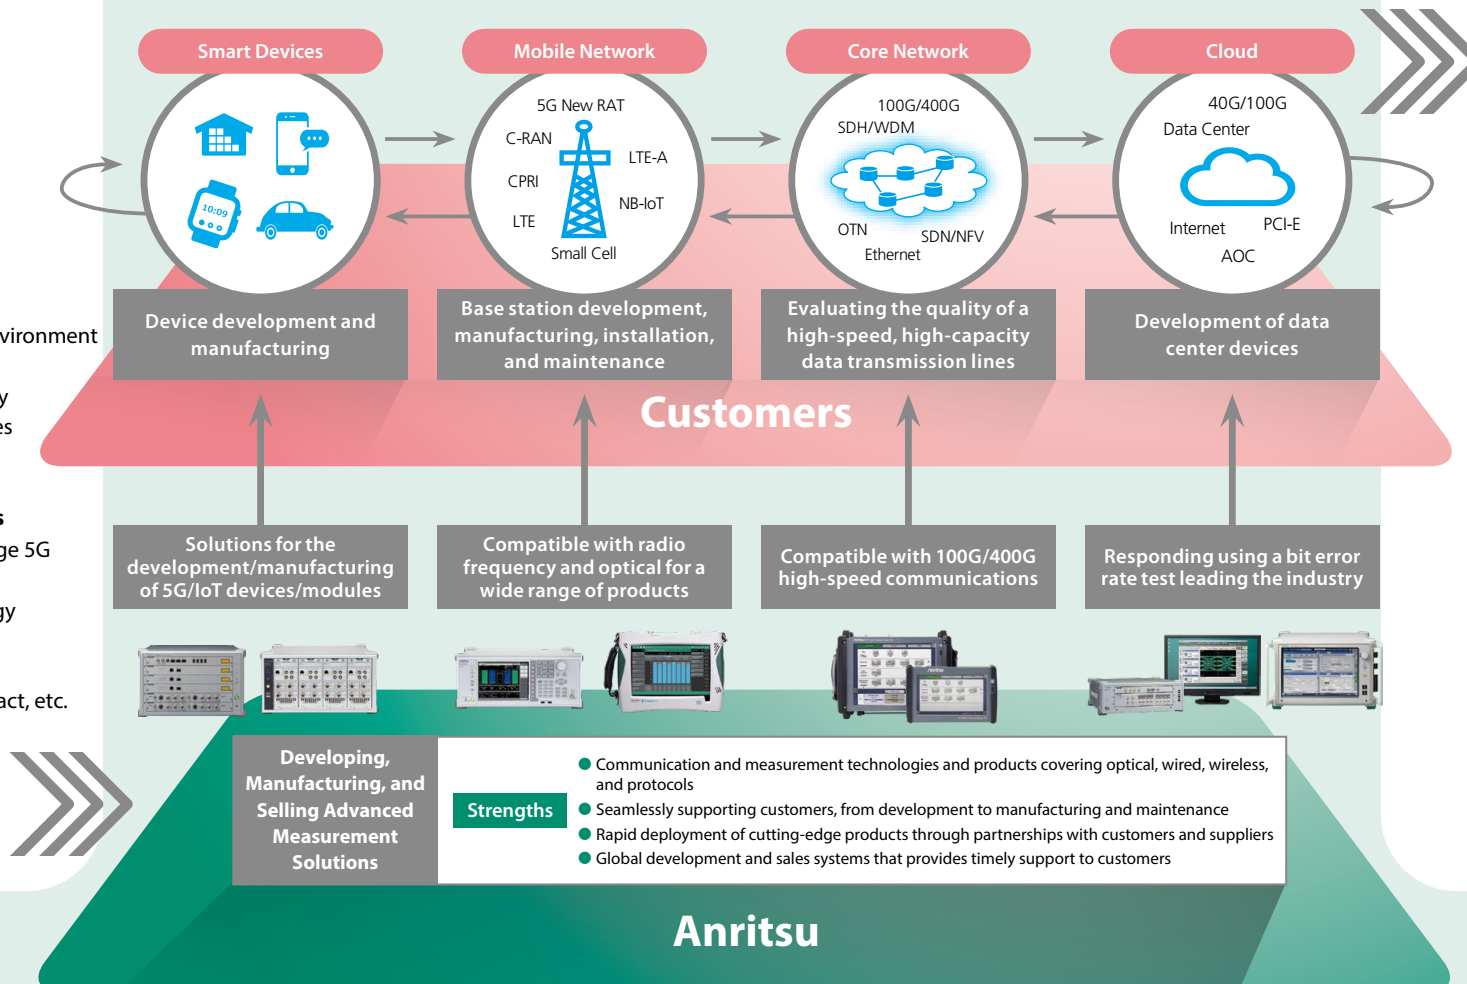 Smart Devices
Mobile Network
Core Network
Cloud
10:09
5G New RAT
C-RAN
LTE-A
CPRI
NB-IoT
LTE
Small Cell
100G/400G
SDH/WDM
OTN
SDN/NFV
Ethernet
40G/100G
Data Center
Internet
PCI-E
AOC
vironment
y
es
s
ge 5G
gy
act, etc.
Device development and
manufacturing
Base station development,
manufacturing, installation,
and maintenance
Evaluating the quality of a
high-speed, high-capacity
data transmission lines
Development of data
center devices
Customers
Solutions for the
development/manufacturing
of 5G/IoT devices/modules
Compatible with radio
frequency and optical for a
wide range of products
Compatible with 100G/400G
high-speed communications
Responding using a bit error
rate test leading the industry
Developing,
Manufacturing, and
Selling Advanced
Measurement
Solutions
Strengths
● Communication and measurement technologies and products covering optical, wired, wireless,
and protocols
● Seamlessly supporting customers, from development to manufacturing and maintenance
● Rapid deployment of cutting-edge products through partnerships with customers and suppliers
● Global development and sales systems that provides timely support to customers
Anritsu